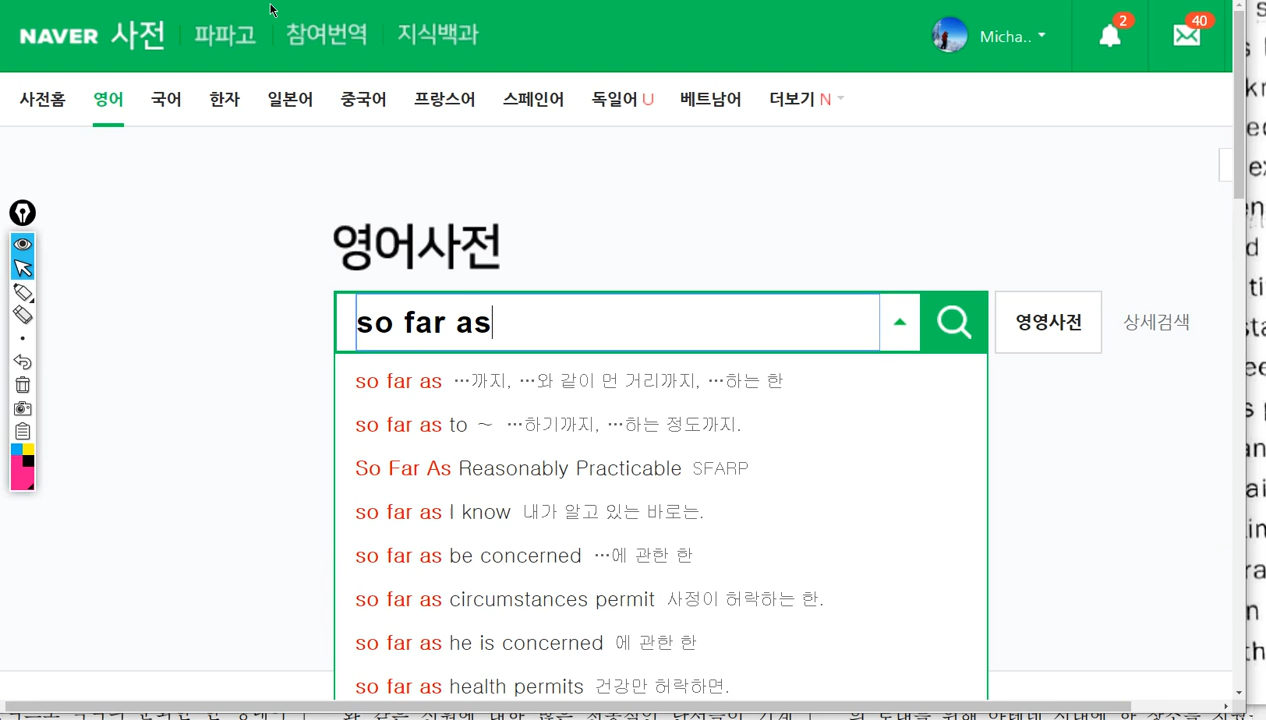 NAVER 사전 파파고 참여번역 지식백과 Micha.. 2 40
사전홈 영어 국어 한자 일본어 중국어 프랑스어 스페인어 독일어 U 베트남어 더보기 N
영어사전
so far as 영영사전 상세검색
so far as …까지, …와 같이 먼 거리까지, …하는 한
so far as to ~ …하기까지, …하는 정도까지.
So Far As Reasonably Practicable SFARP
so far as I know 내가 알고 있는 바로는.
so far as be concerned …에 관한 한
so far as circumstances permit 사정이 허락하는 한.
so far as he is concerned 에 관한 한
so far as health permits 건강만 허락하면.